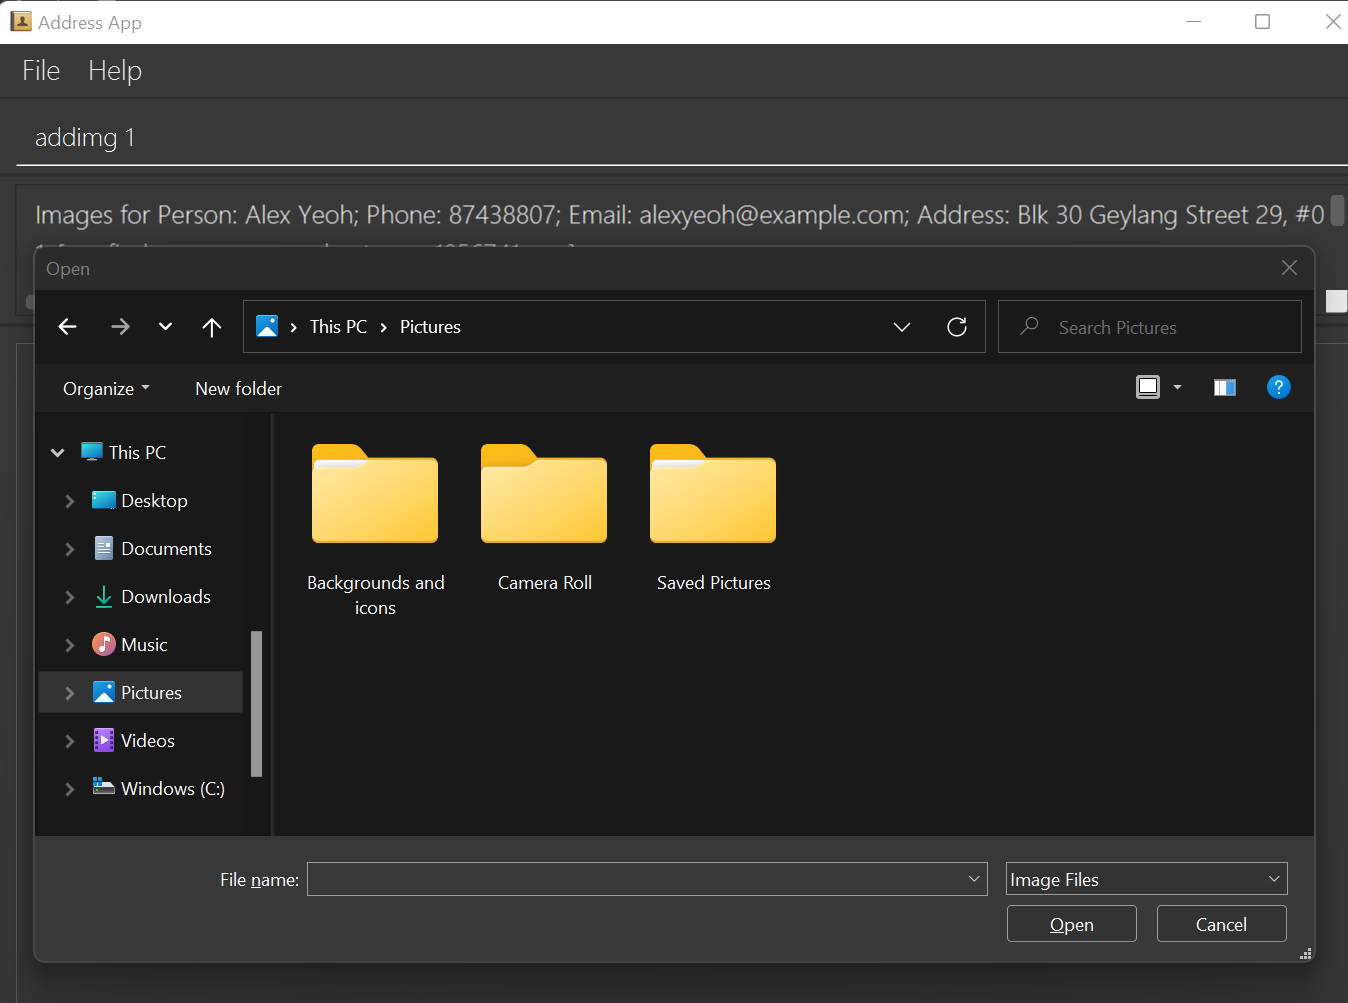 Address App
File Help
addimg 1
Images for Person: Alex Yeoh; Phone: 87438807; Email: alexyeoh@example.com; Address: Blk 30 Geylang Street 29, #0
Open
This PC > Pictures
Search Pictures
Organize
New folder
This PC
Desktop
Documents
Downloads
Music
Pictures
Videos
Windows (C:)
Backgrounds and
icons
Camera Roll
Saved Pictures
File name:
Image Files
Open
Cancel